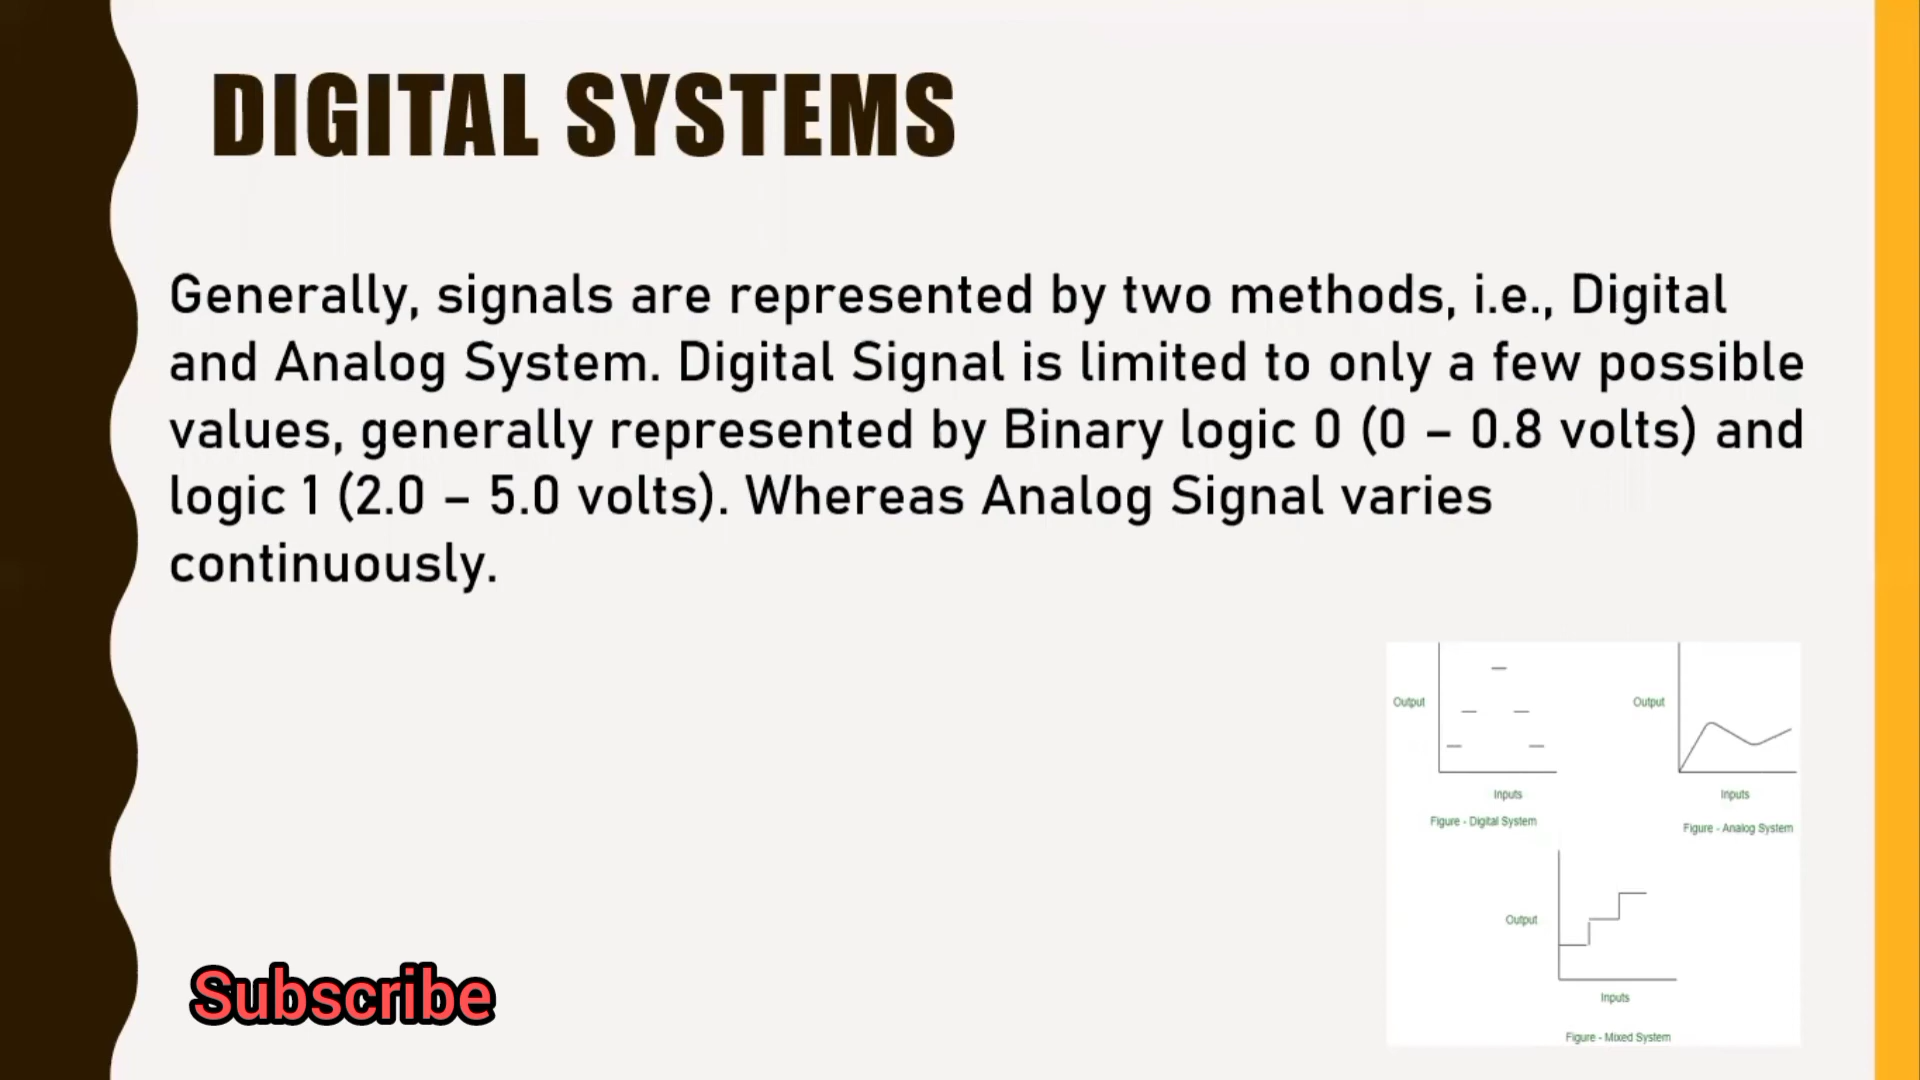 DIGITAL SYSTEMS
Generally, signals are represented by two methods, i.e., Digital
and Analog System. Digital Signal is limited to only a few possible
values, generally represented by Binary logic 0 (0 – 0.8 volts) and
logic 1 (2.0 – 5.0 volts). Whereas Analog Signal varies
continuously.
Output
Inputs
Figure - Digital System
Output
Inputs
Figure - Analog System
Output
Inputs
Figure - Mixed System
Subscribe